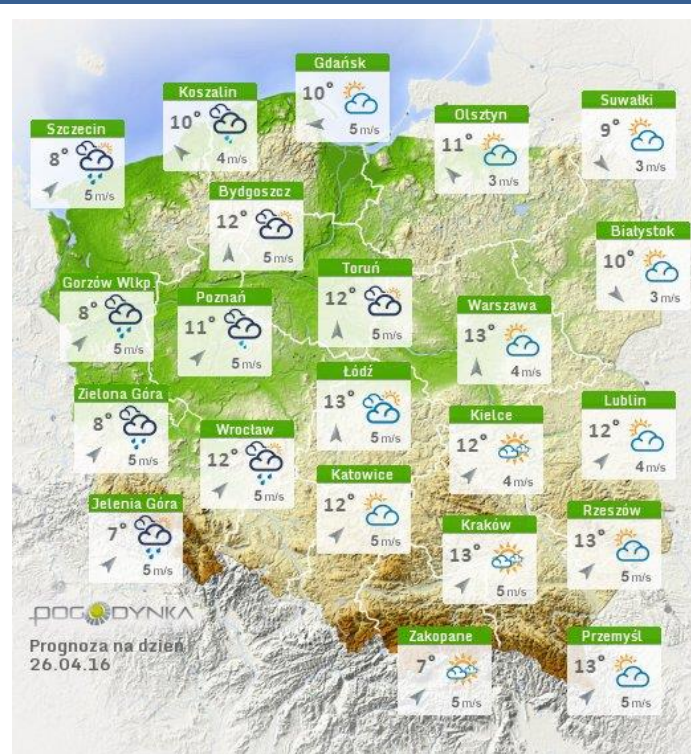 Gdańsk
10°
5 m/s
Koszalin
10°
4 m/s
Suwałki
9°
3 m/s
Olsztyn
11°
3 m/s
Szczecin
8°
5 m/s
Bydgoszcz
12°
5 m/s
Białystok
10°
3 m/s
Toruń
12°
5 m/s
Gorzów Wlkp
8°
5 m/s
Poznań
11°
5 m/s
Warszawa
13°
4 m/s
Łódź
13°
5 m/s
Zielona Góra
8°
5 m/s
Lublin
12°
4 m/s
Kielce
12°
4 m/s
Wrocław
12°
5 m/s
Katowice
12°
5 m/s
Jelenia Góra
7°
5 m/s
Rzeszów
13°
5 m/s
Kraków
13°
5 m/s
POGODYNKA
Prognoza na dzień
26.04.16
Zakopane
7°
5 m/s
Przemyśl
13°
5 m/s